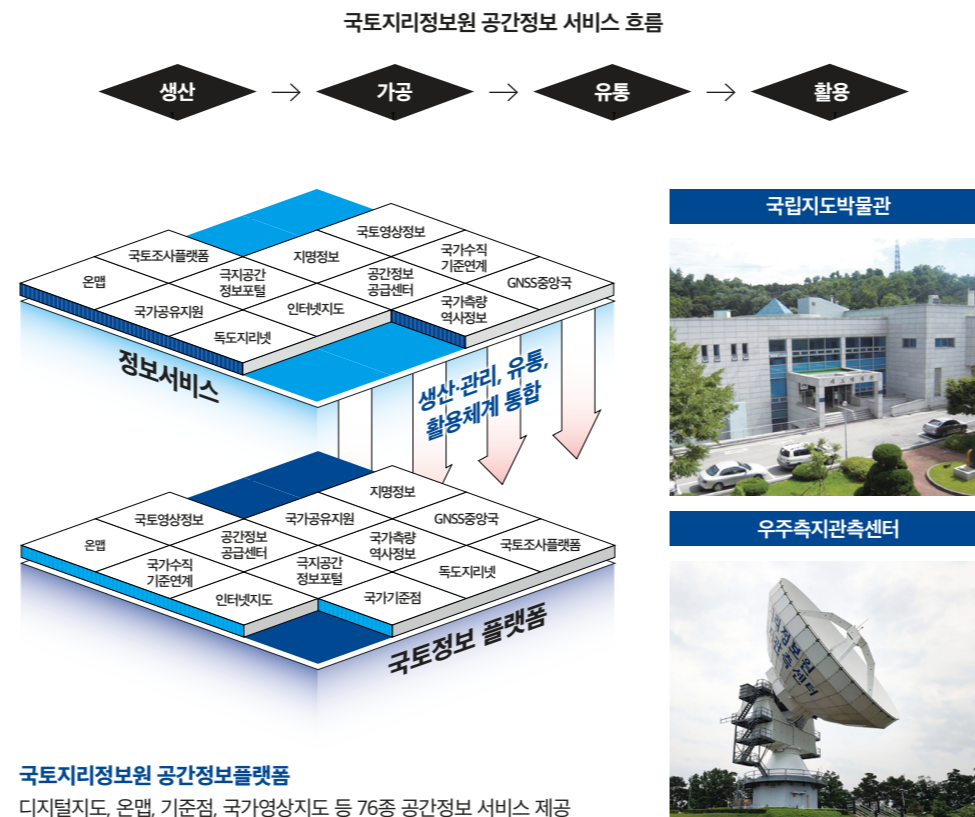 국토지리정보원 공간정보 서비스 흐름
생산 → 가공 → 유통 → 활용
국토영상정보
국토조사플랫폼
지명정보
국가수직
기준연계
온맵
극지공간
정보포털
공간정보
공급센터
GNSS중앙국
국가공유지원
인터넷지도
국가측량
역사정보
독도지리넷
정보서비스
생산·관리, 유통,
활용체계 통합
지명정보
국토영상정보
국가공유지원
GNSS중앙국
온맵
공간정보
공급센터
국가측량
역사정보
국토조사플랫폼
국가수직
기준연계
극지공간
정보포털
독도지리넷
인터넷지도
국가기준점
국토정보 플랫폼
국토지리정보원 공간정보플랫폼
디지털지도, 온맵, 기준점, 국가영상지도 등 76종 공간정보 서비스 제공
국립지도박물관
우주측지관측센터